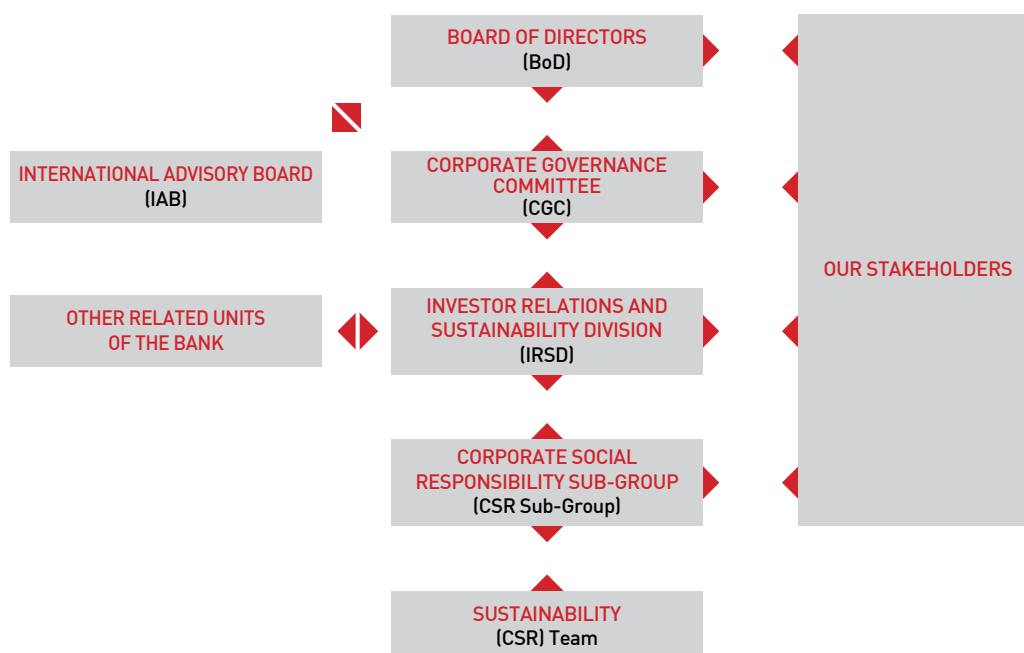 BOARD OF DIRECTORS
(BoD)
INTERNATIONAL ADVISORY BOARD
(IAB)
CORPORATE GOVERNANCE
COMMITTEE
(CGC)
OUR STAKEHOLDERS
OTHER RELATED UNITS
OF THE BANK
INVESTOR RELATIONS AND
SUSTAINABILITY DIVISION
(IRSD)
CORPORATE SOCIAL
RESPONSIBILITY SUB-GROUP
(CSR Sub-Group)
SUSTAINABILITY
(CSR) Team